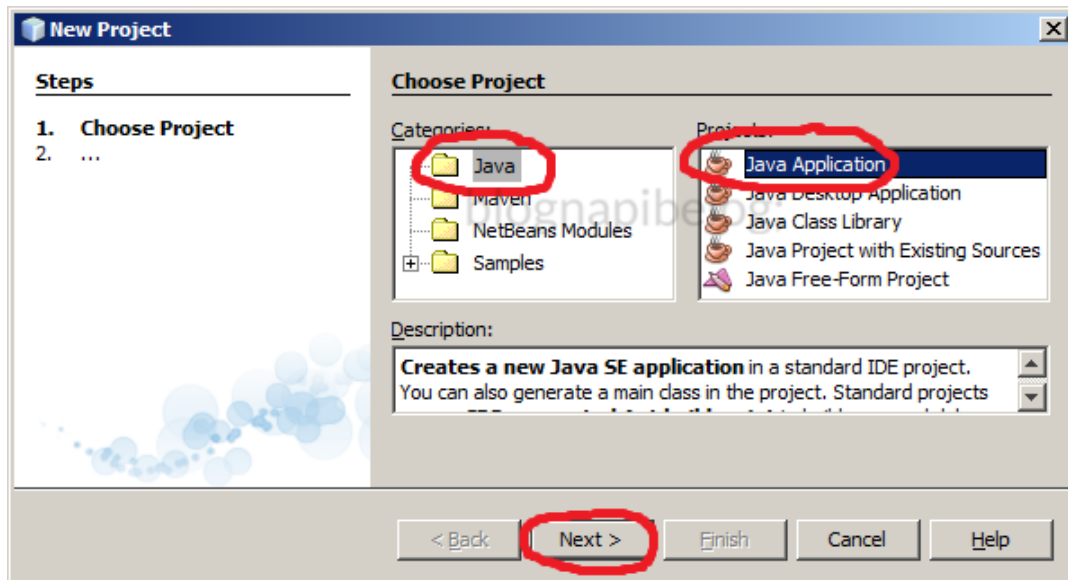 New Project
Steps
1. Choose Project
2. ...
Choose Project
Categories:
Java
Maven
NetBeans Modules
Samples
Projects:
Java Application
Java Desktop Application
Java Class Library
Java Project with Existing Sources
Java Free-Form Project
blognapibelog
Description:
Creates a new Java SE application in a standard IDE project.
You can also generate a main class in the project. Standard projects
< Back
Next >
Finish
Cancel
Help